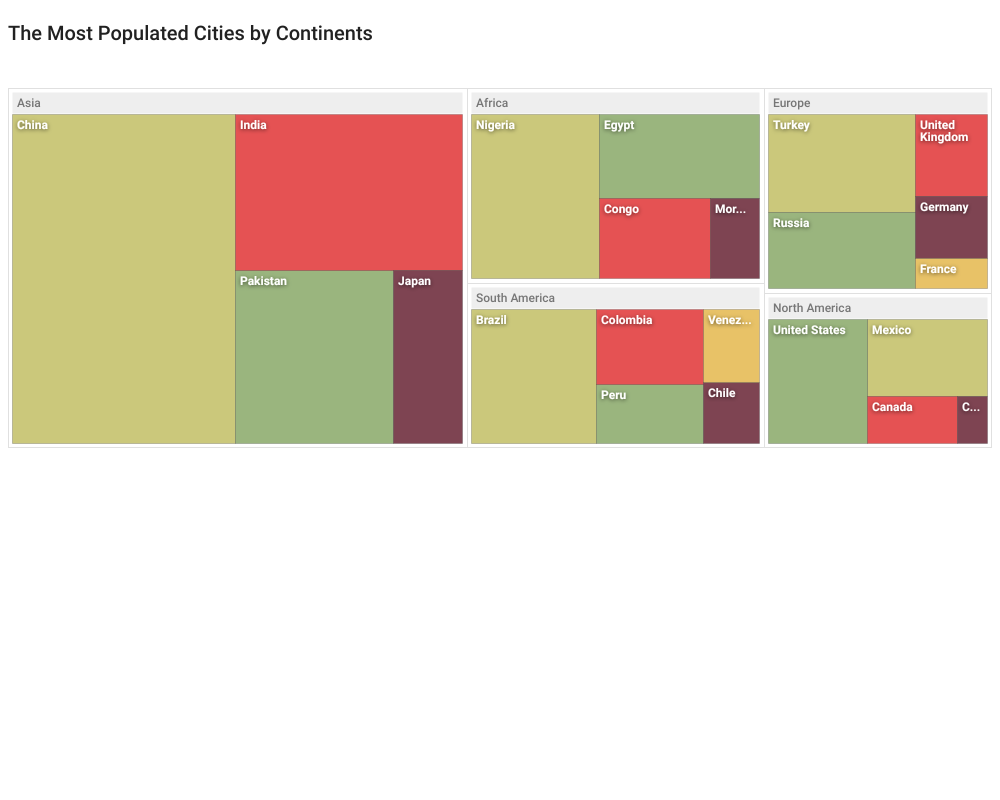 The Most Populated Cities by Continents
Asia
China
India
Pakistan
Japan
Africa
Nigeria
Egypt
Congo
Mor...
South America
Brazil
Colombia
Peru
Venez...
Chile
Europe
Turkey
Russia
United
Kingdom
Germany
France
North America
United States
Mexico
Canada
C...